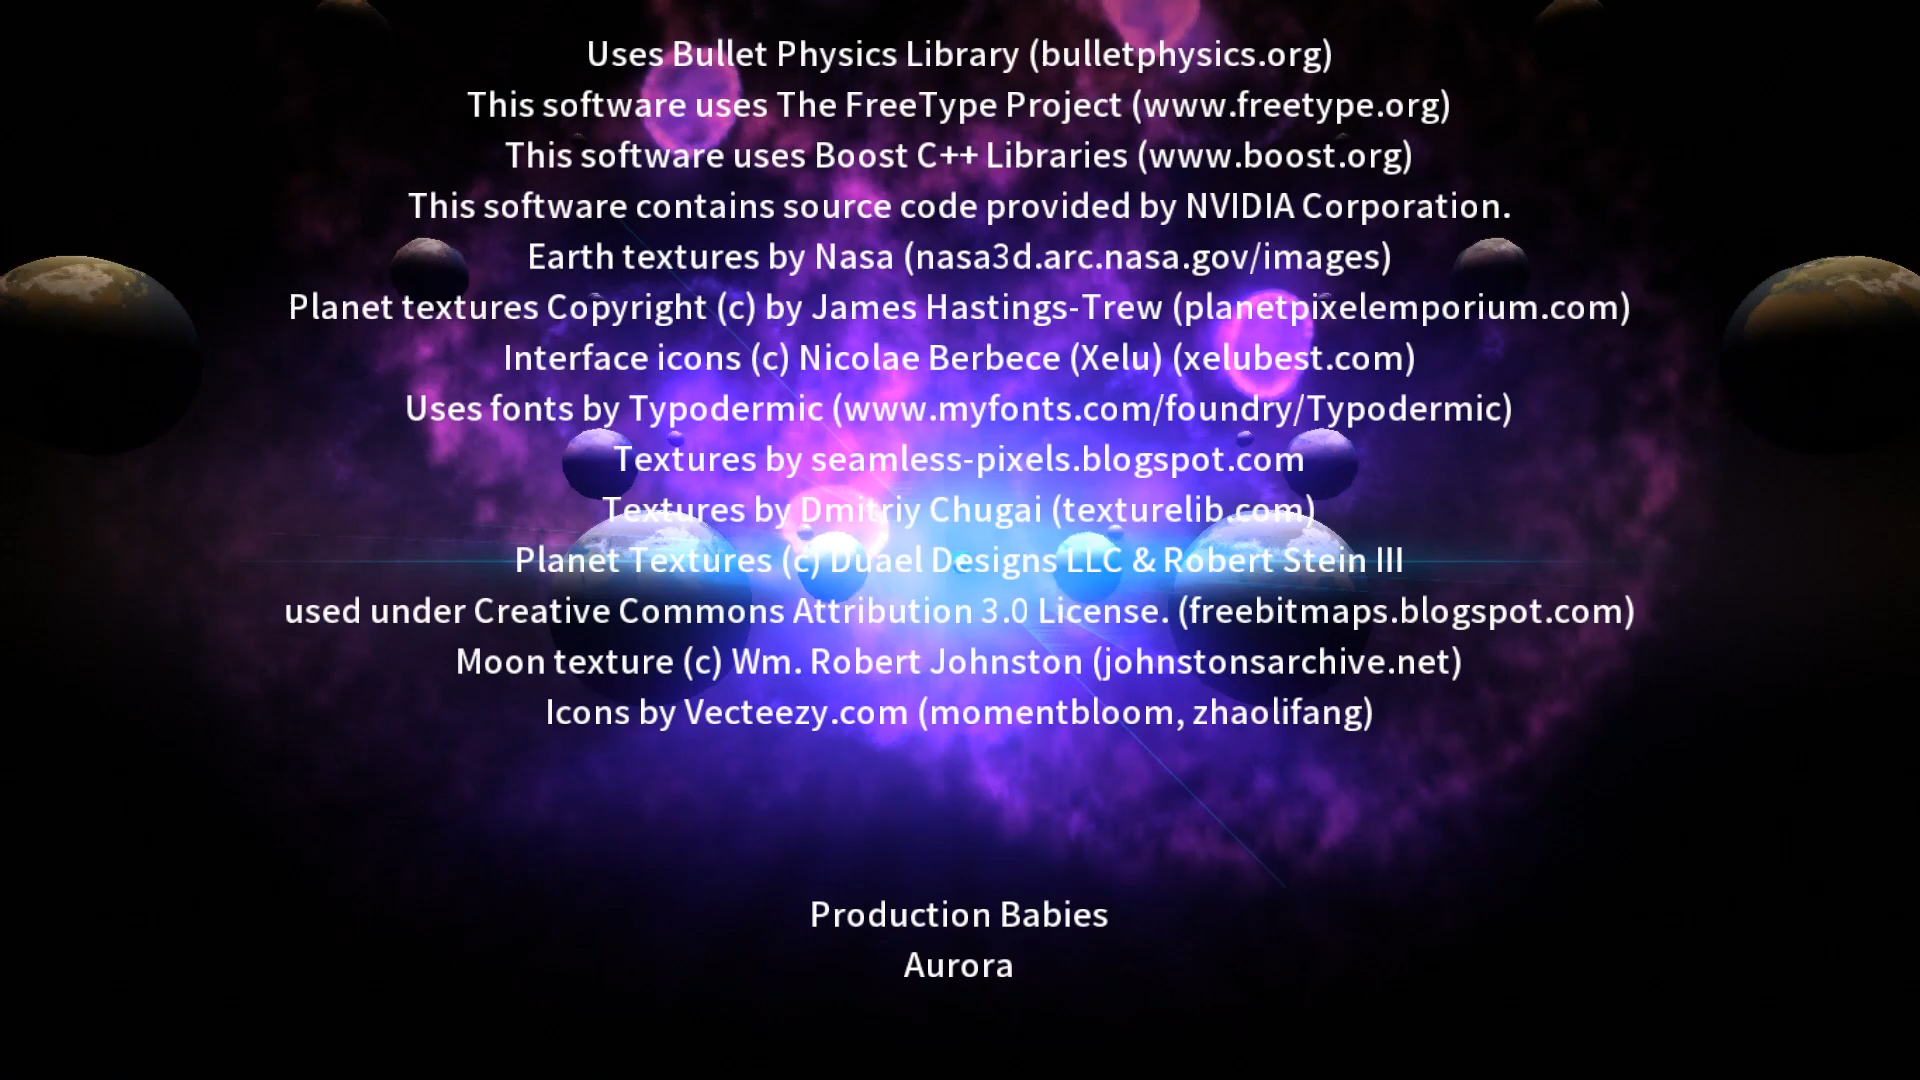 Uses Bullet Physics Library (bulletphysics.org)
This software uses The FreeType Project (www.freetype.org)
This software uses Boost C++ Libraries (www.boost.org)
This software contains source code provided by NVIDIA Corporation.
Earth textures by Nasa (nasa3d.arc.nasa.gov/images)
Planet textures Copyright (c) by James Hastings-Trew (planetpixelemporium.com)
Interface icons (c) Nicolae Berbece (Xelu) (xelubest.com)
Uses fonts by Typodermic (www.myfonts.com/foundry/Typodermic)
Textures by seamless-pixels.blogspot.com
Textures by Dmitriy Chugai (texturelib.com)
Planet Textures (c) Duael Designs LLC & Robert Stein III
used under Creative Commons Attribution 3.0 License. (freebitmaps.blogspot.com)
Moon texture (c) Wm. Robert Johnston (johnstonsarchive.net)
Icons by Vecteezy.com (momentbloom, zhaolifang)
Production Babies
Aurora